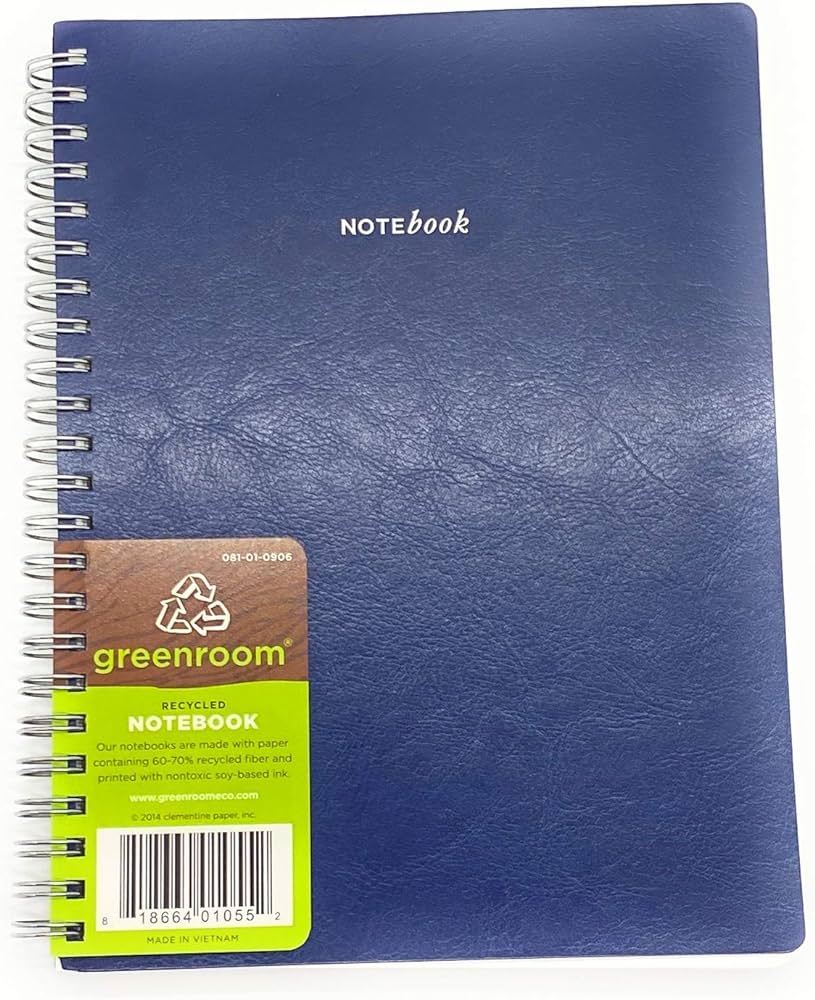 NOTEbook
081-01-0906
greenroom®
RECYCLED
NOTEBOOK
Our notebooks are made with paper
containing 60-70% recycled fiber and
printed with nontoxic soy-based ink.
www.greenroomeco.com
© 2014 clementine paper, inc.
8 18664 01055 2
MADE IN VIETNAM